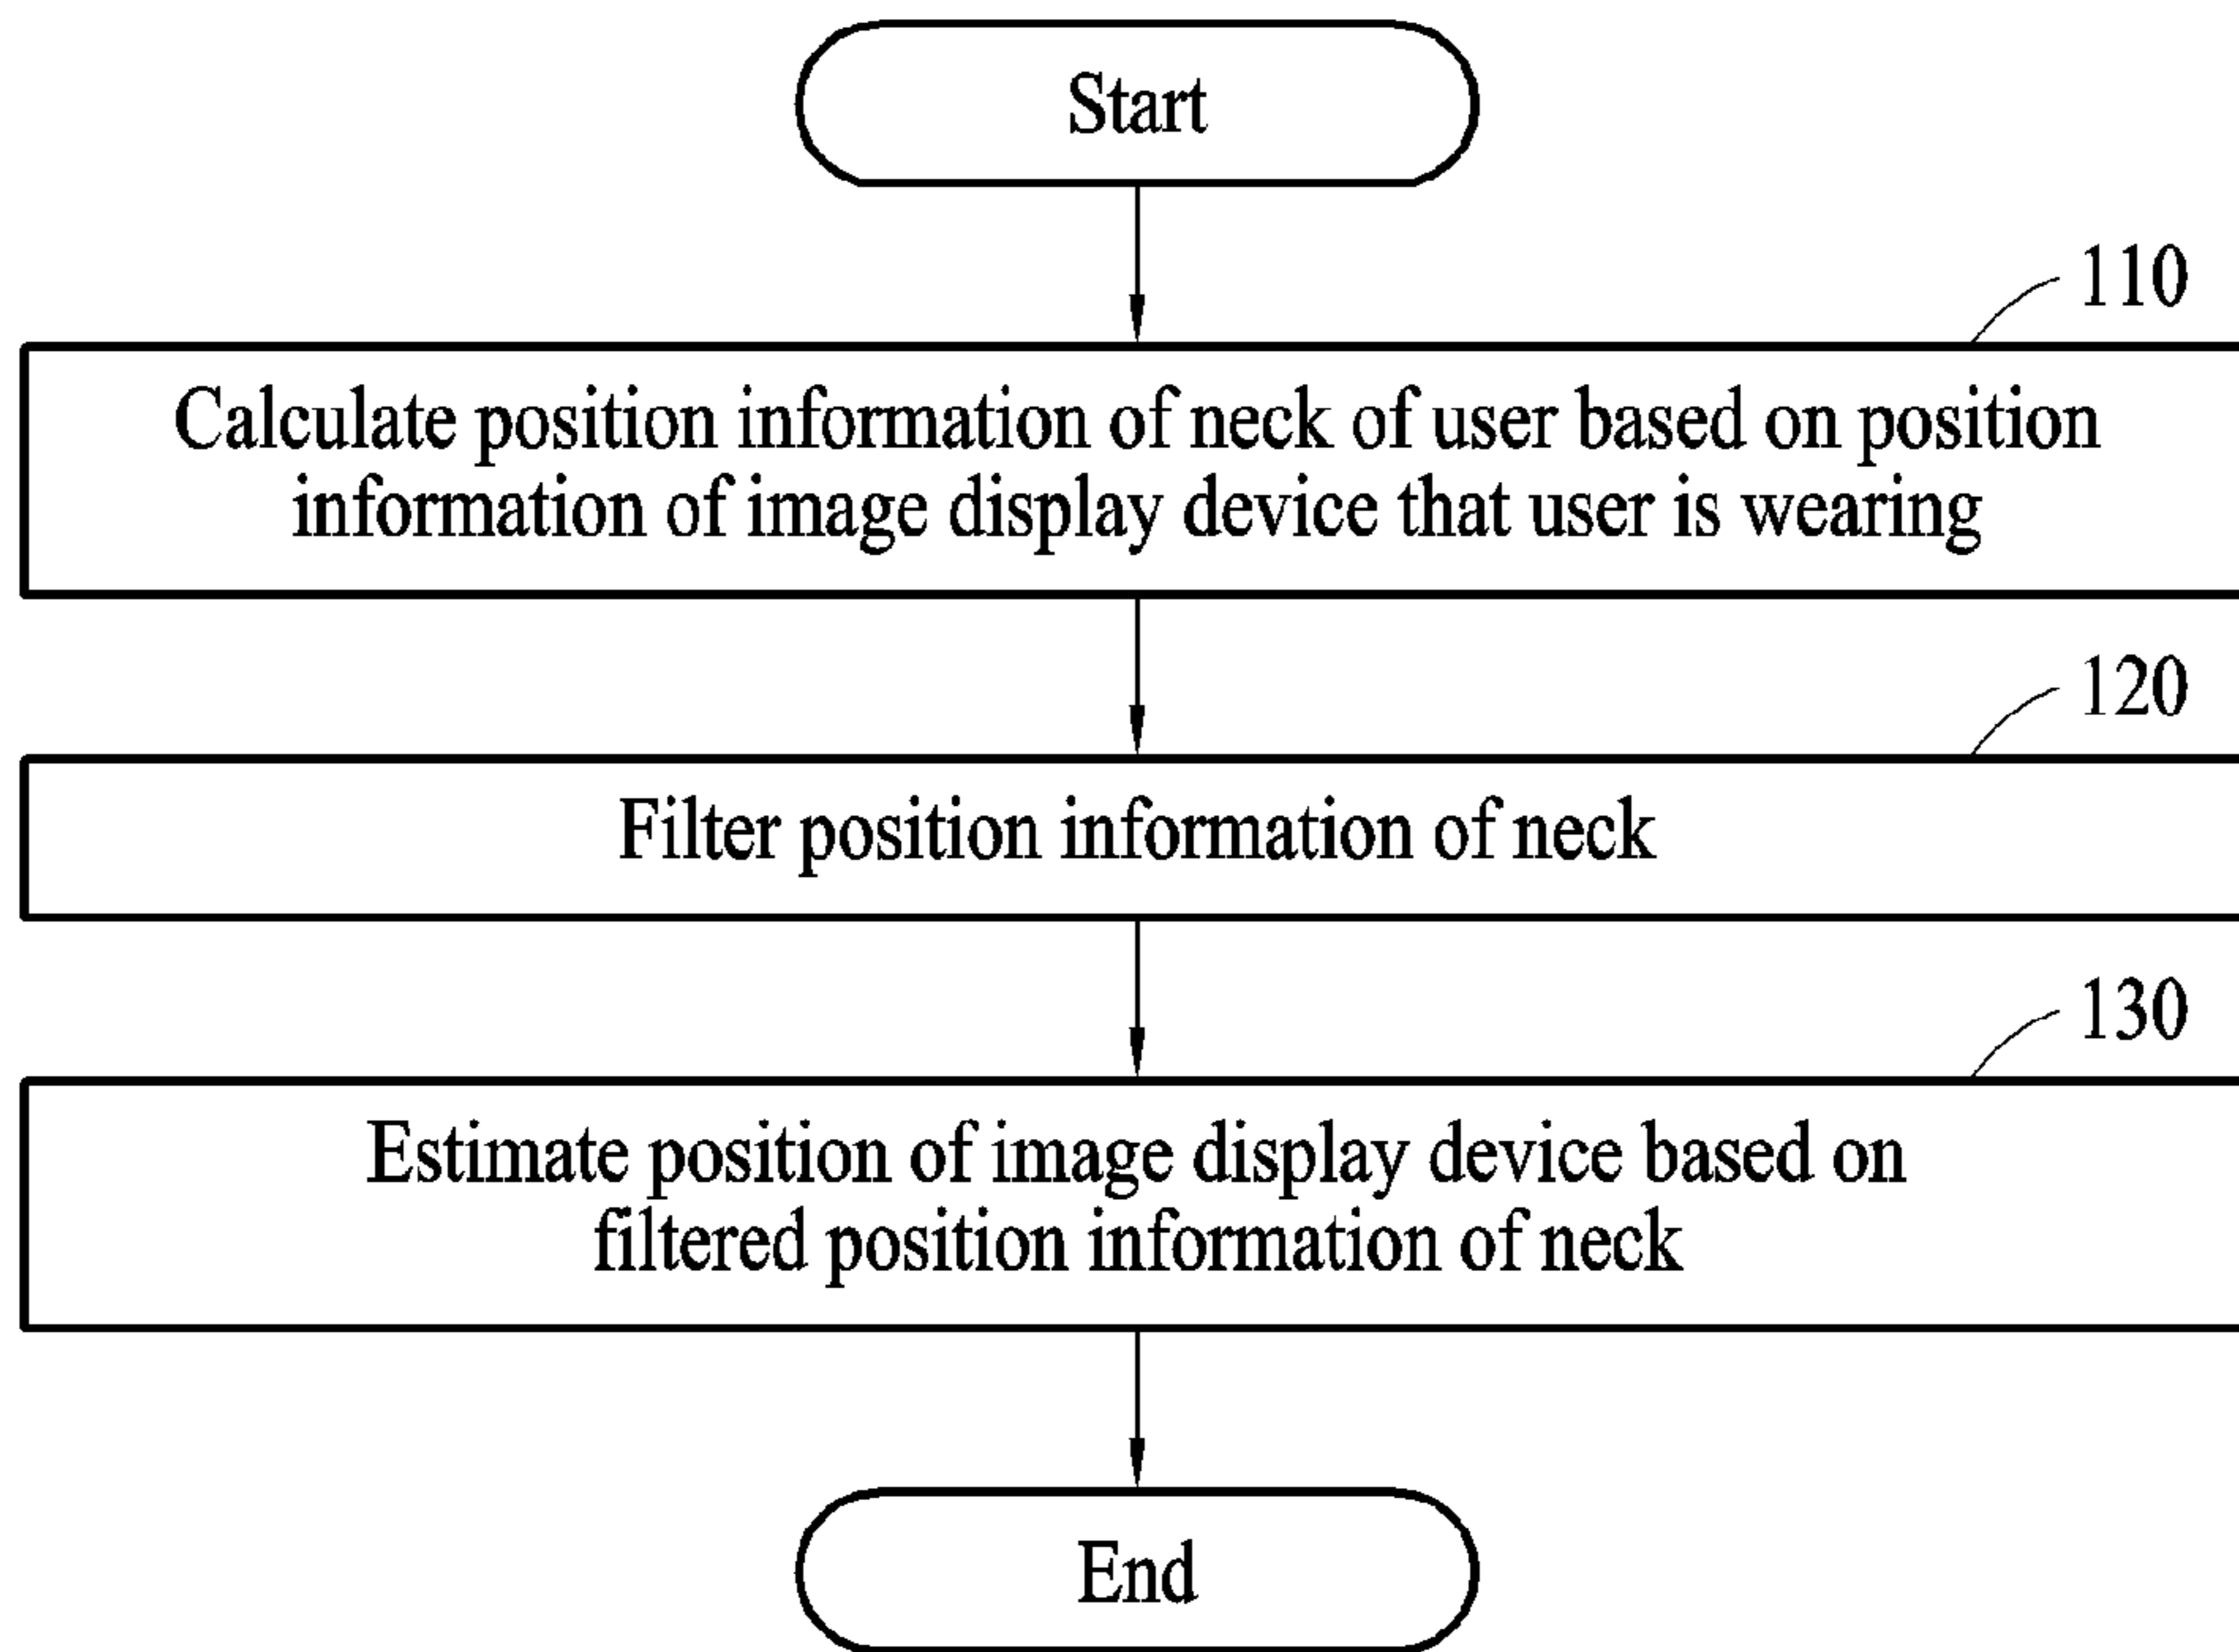 Start
110
Calculate position information of neck of user based on position
information of image display device that user is wearing
120
Filter position information of neck
130
Estimate position of image display device based on
filtered position information of neck
End